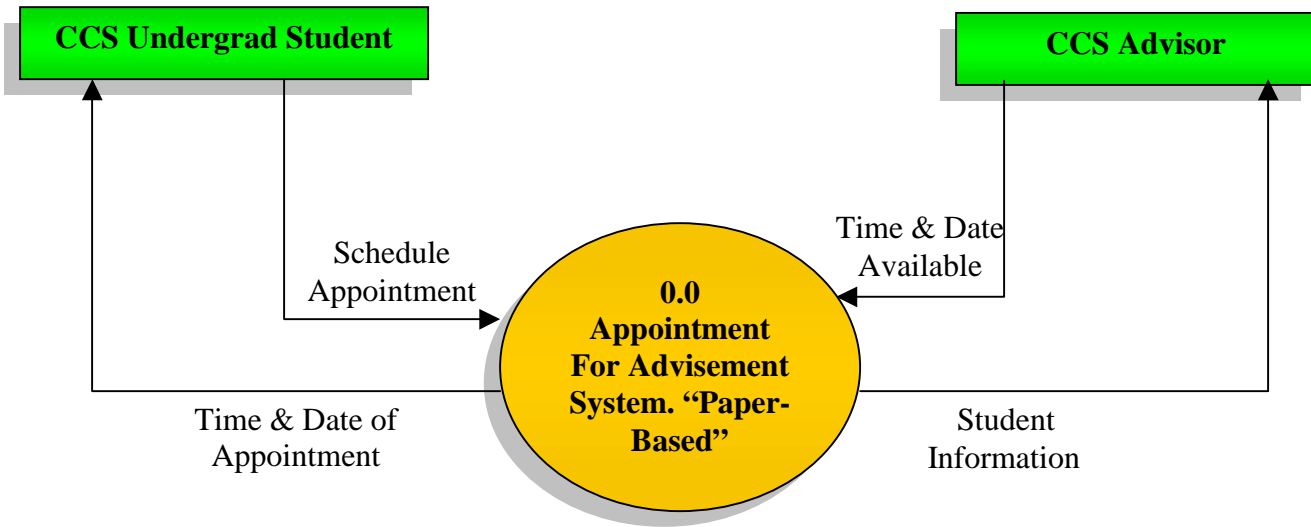 CCS Undergrad Student
CCS Advisor
Schedule
Appointment
Time & Date
Available
0.0
Appointment
For Advisement
System. “Paper-
Based”
Time & Date of
Appointment
Student
Information